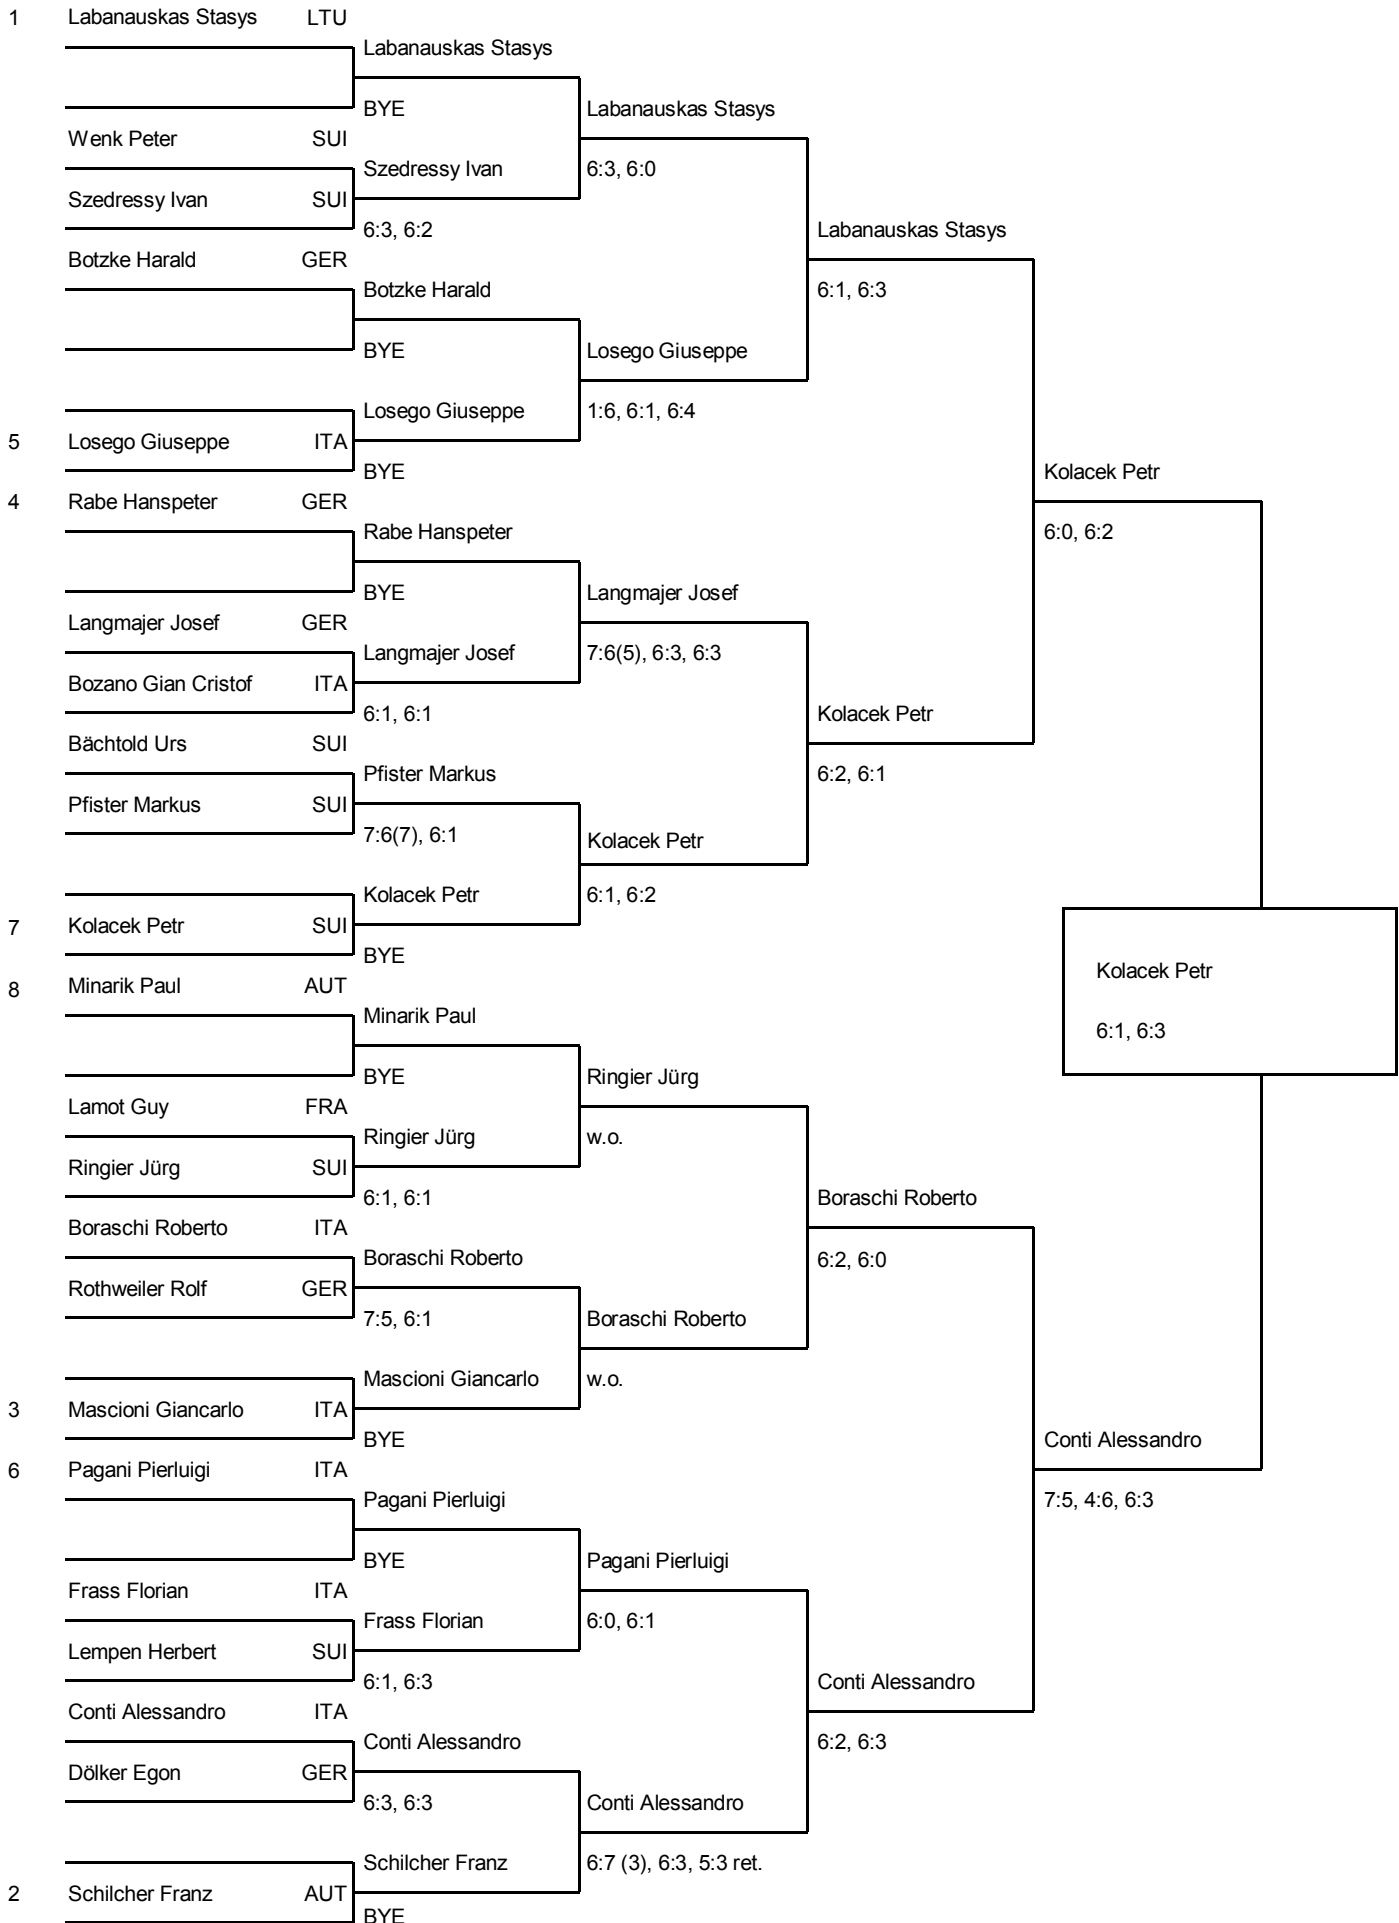 1 Labanauskas Stasys LTU
Labanauskas Stasys
BYE Labanauskas Stasys
Wenk Peter SUI
Szedressy Ivan 6:3, 6:0
Szedressy Ivan SUI
6:3, 6:2 Labanauskas Stasys
Botzke Harald GER
Botzke Harald 6:1, 6:3
BYE Losego Giuseppe
Losego Giuseppe 1:6, 6:1, 6:4
5 Losego Giuseppe ITA
BYE Kolacek Petr
4 Rabe Hanspeter GER
Rabe Hanspeter 6:0, 6:2
BYE Langmajer Josef
Langmajer Josef GER
Langmajer Josef 7:6(5), 6:3, 6:3
Bozano Gian Cristof ITA
6:1, 6:1 Kolacek Petr
Bächtold Urs SUI
Pfister Markus 6:2, 6:1
Pfister Markus SUI
7:6(7), 6:1 Kolacek Petr
Kolacek Petr 6:1, 6:2
7 Kolacek Petr SUI
BYE
Kolacek Petr
8 Minarik Paul AUT
Minarik Paul
6:1, 6:3
BYE Ringier Jürg
Lamot Guy FRA
Ringier Jürg w.o.
Ringier Jürg SUI
6:1, 6:1 Boraschi Roberto
Boraschi Roberto ITA
Boraschi Roberto 6:2, 6:0
Rothweiler Rolf GER
7:5, 6:1 Boraschi Roberto
Mascioni Giancarlo w.o.
3 Mascioni Giancarlo ITA
BYE Conti Alessandro
6 Pagani Pierluigi ITA
Pagani Pierluigi 7:5, 4:6, 6:3
BYE Pagani Pierluigi
Frass Florian ITA
Frass Florian 6:0, 6:1
Lempen Herbert SUI
6:1, 6:3 Conti Alessandro
Conti Alessandro ITA
Conti Alessandro 6:2, 6:3
Dölker Egon GER
6:3, 6:3 Conti Alessandro
Schilcher Franz 6:7 (3), 6:3, 5:3 ret.
2 Schilcher Franz AUT
BYE